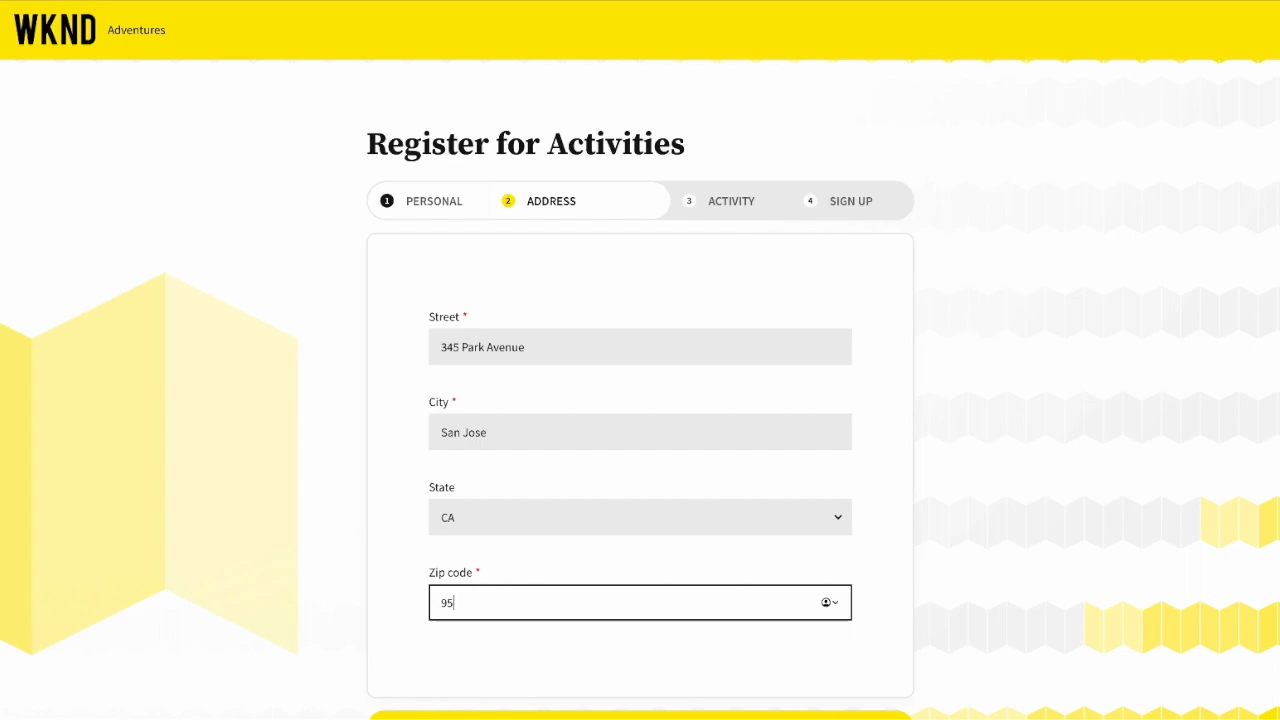 WKND Adventures
Register for Activities
1 PERSONAL 2 ADDRESS 3 ACTIVITY 4 SIGN UP
Street *
345 Park Avenue
City *
San Jose
State
CA
Zip code *
95